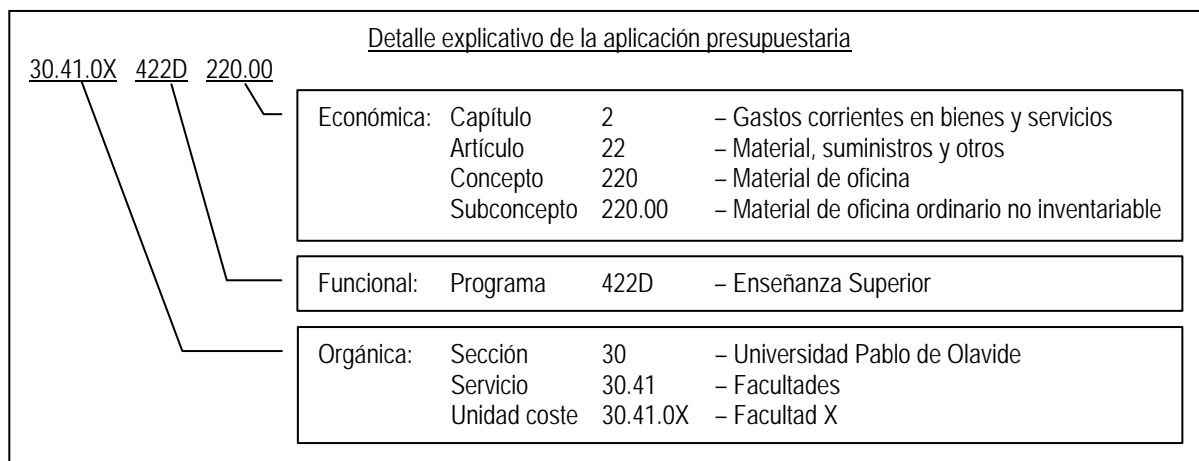 Detalle explicativo de la aplicación presupuestaria
30.41.0X 422D 220.00
Económica: Capítulo 2 – Gastos corrientes en bienes y servicios
Artículo 22 – Material, suministros y otros
Concepto 220 – Material de oficina
Subconcepto 220.00 – Material de oficina ordinario no inventariable
Funcional: Programa 422D – Enseñanza Superior
Orgánica: Sección 30 – Universidad Pablo de Olavide
Servicio 30.41 – Facultades
Unidad coste 30.41.0X – Facultad X